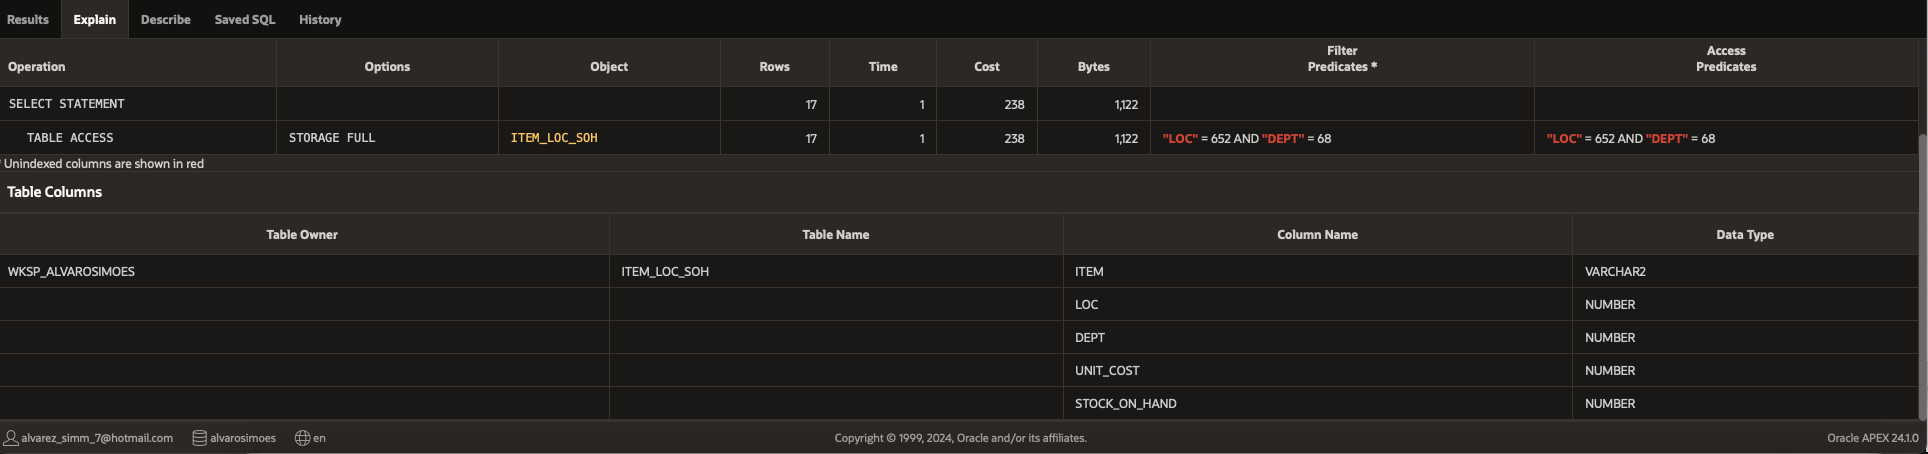 Results Explain Describe Saved SQL History
Operation Options Object Rows Time Cost Bytes Filter Predicates * Access Predicates
SELECT STATEMENT 17 1 238 1,122
TABLE ACCESS STORAGE FULL ITEM_LOC_SOH 17 1 238 1,122 "LOC" = 652 AND "DEPT" = 68 "LOC" = 652 AND "DEPT" = 68
* Unindexed columns are shown in red
Table Columns
Table Owner Table Name Column Name Data Type
WKSP_ALVAROSIMOES ITEM_LOC_SOH ITEM VARCHAR2
LOC NUMBER
DEPT NUMBER
UNIT_COST NUMBER
STOCK_ON_HAND NUMBER
alvarez_simm_7@hotmail.com alvarosimoes en Copyright © 1999, 2024, Oracle and/or its affiliates. Oracle APEX 24.1.0